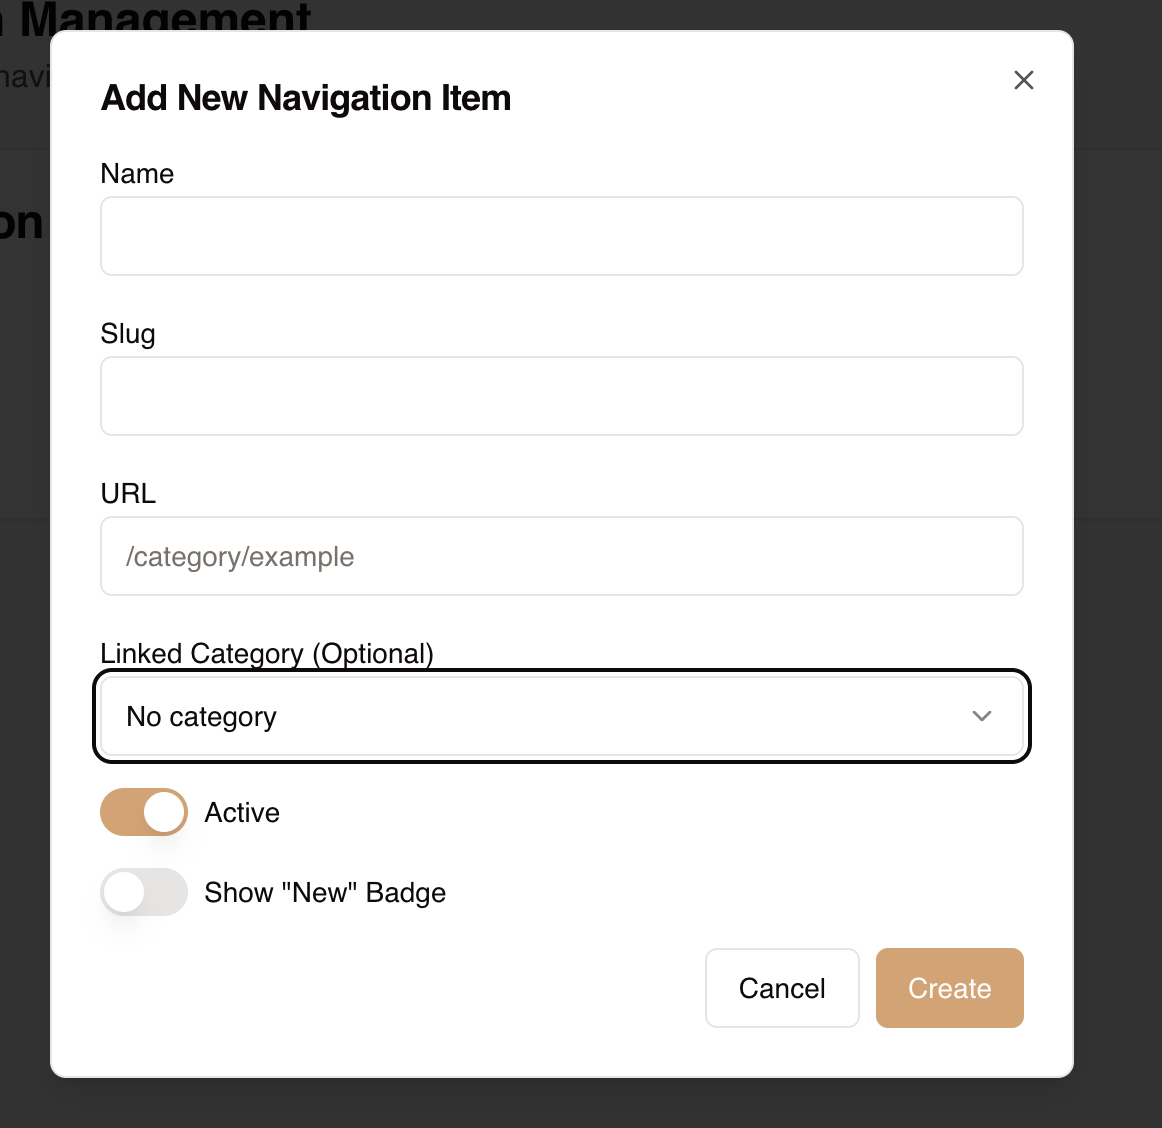 Management
navi
on
Add New Navigation Item
Name
Slug
URL
/category/example
Linked Category (Optional)
No category
Active
Show "New" Badge
Cancel
Create